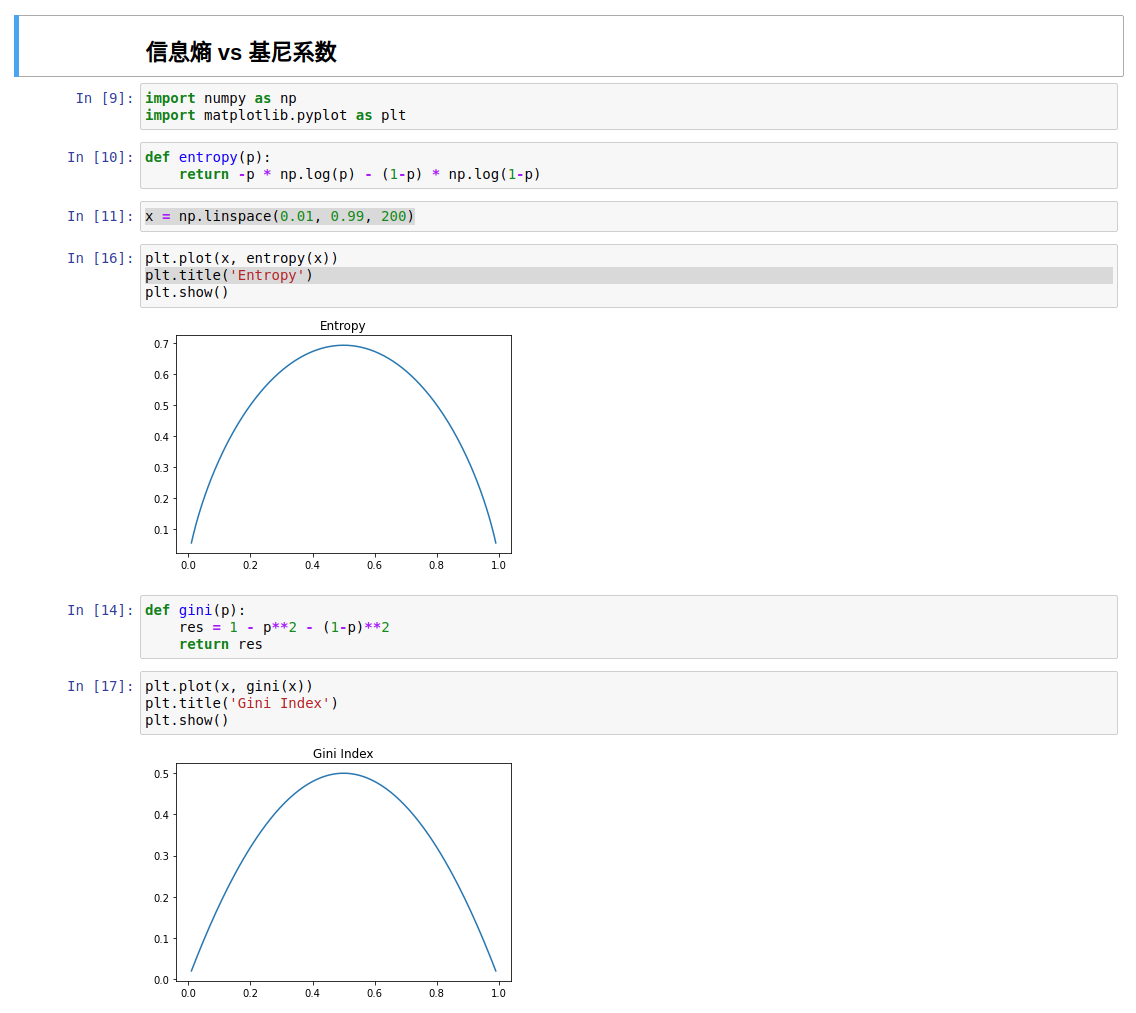 信息熵 vs 基尼系数
In [9]:
import numpy as np
import matplotlib.pyplot as plt
In [10]:
def entropy(p):
    return -p * np.log(p) - (1-p) * np.log(1-p)
In [11]:
x = np.linspace(0.01, 0.99, 200)
In [16]:
plt.plot(x, entropy(x))
plt.title('Entropy')
plt.show()
Entropy
0.7
0.6
0.5
0.4
0.3
0.2
0.1
0.0 0.2 0.4 0.6 0.8 1.0
In [14]:
def gini(p):
    res = 1 - p**2 - (1-p)**2
    return res
In [17]:
plt.plot(x, gini(x))
plt.title('Gini Index')
plt.show()
Gini Index
0.5
0.4
0.3
0.2
0.1
0.0
0.0 0.2 0.4 0.6 0.8 1.0